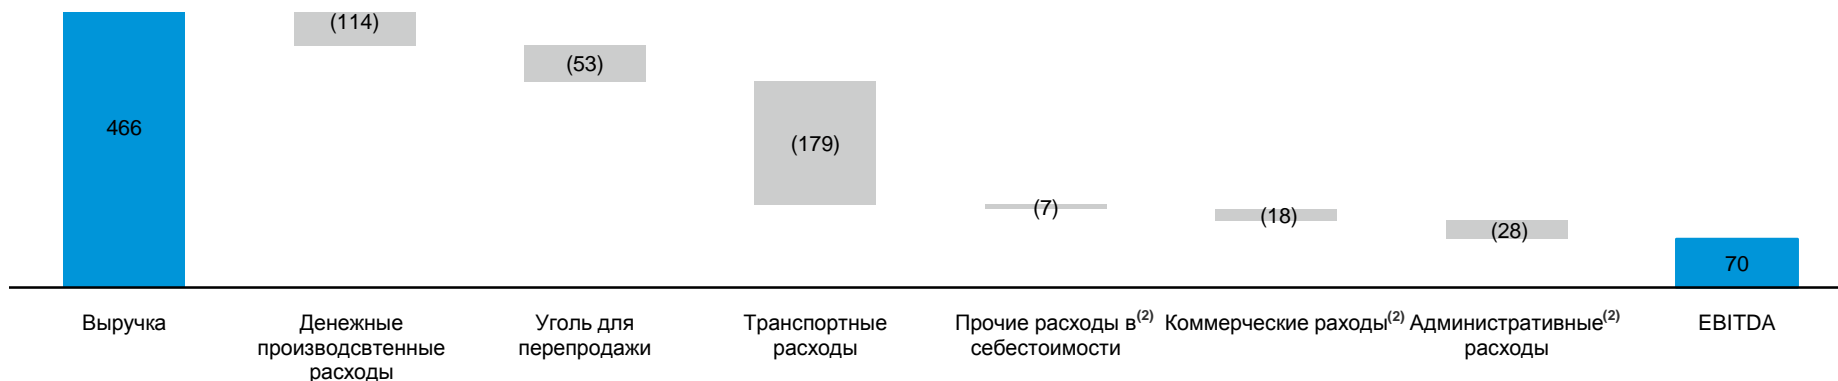 466
(114)
(53)
(179)
(7)
(18)
(28)
70
Выручка
Денежные
производсвтенные
расходы
Уголь для
перепродажи
Транспортные
расходы
Прочие расходы в(2)
себестоимости
Коммерческие раходы(2)
Административные(2)
расходы
EBITDA